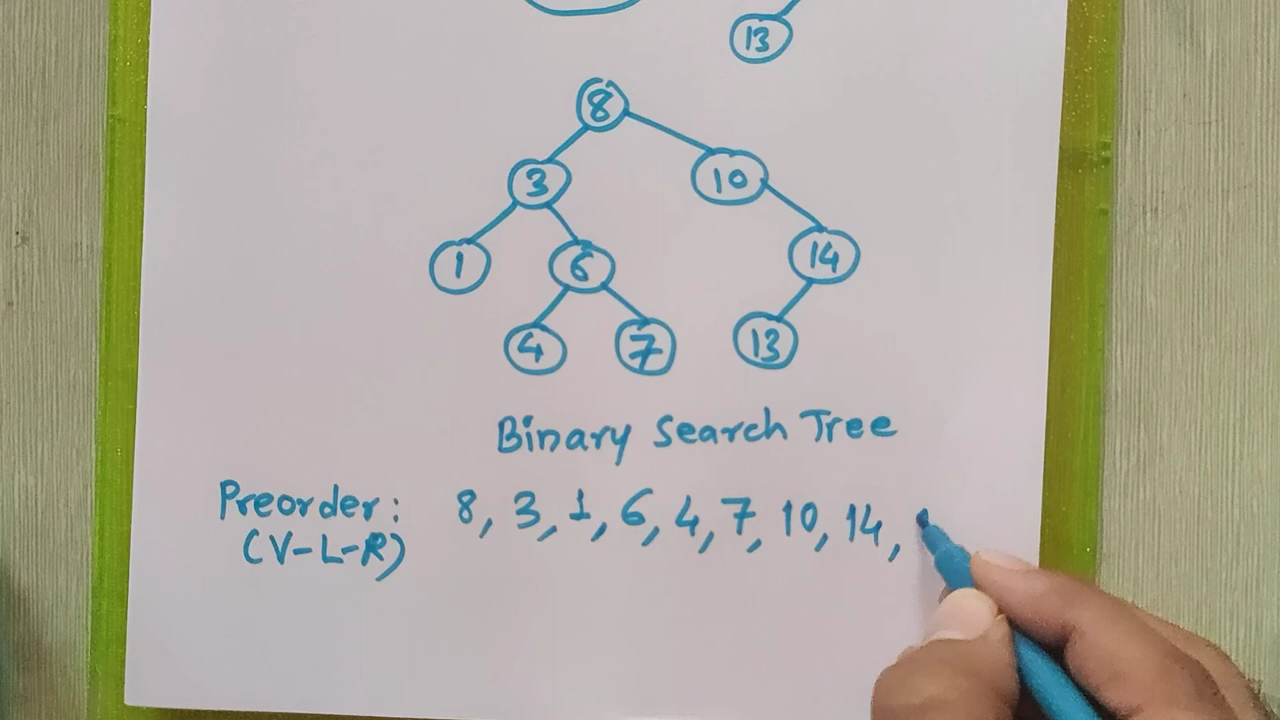 13
8
3 10
1 6 14
4 7 13
Binary Search Tree
Preorder: 8, 3, 1, 6, 4, 7, 10, 14,
(V-L-R)